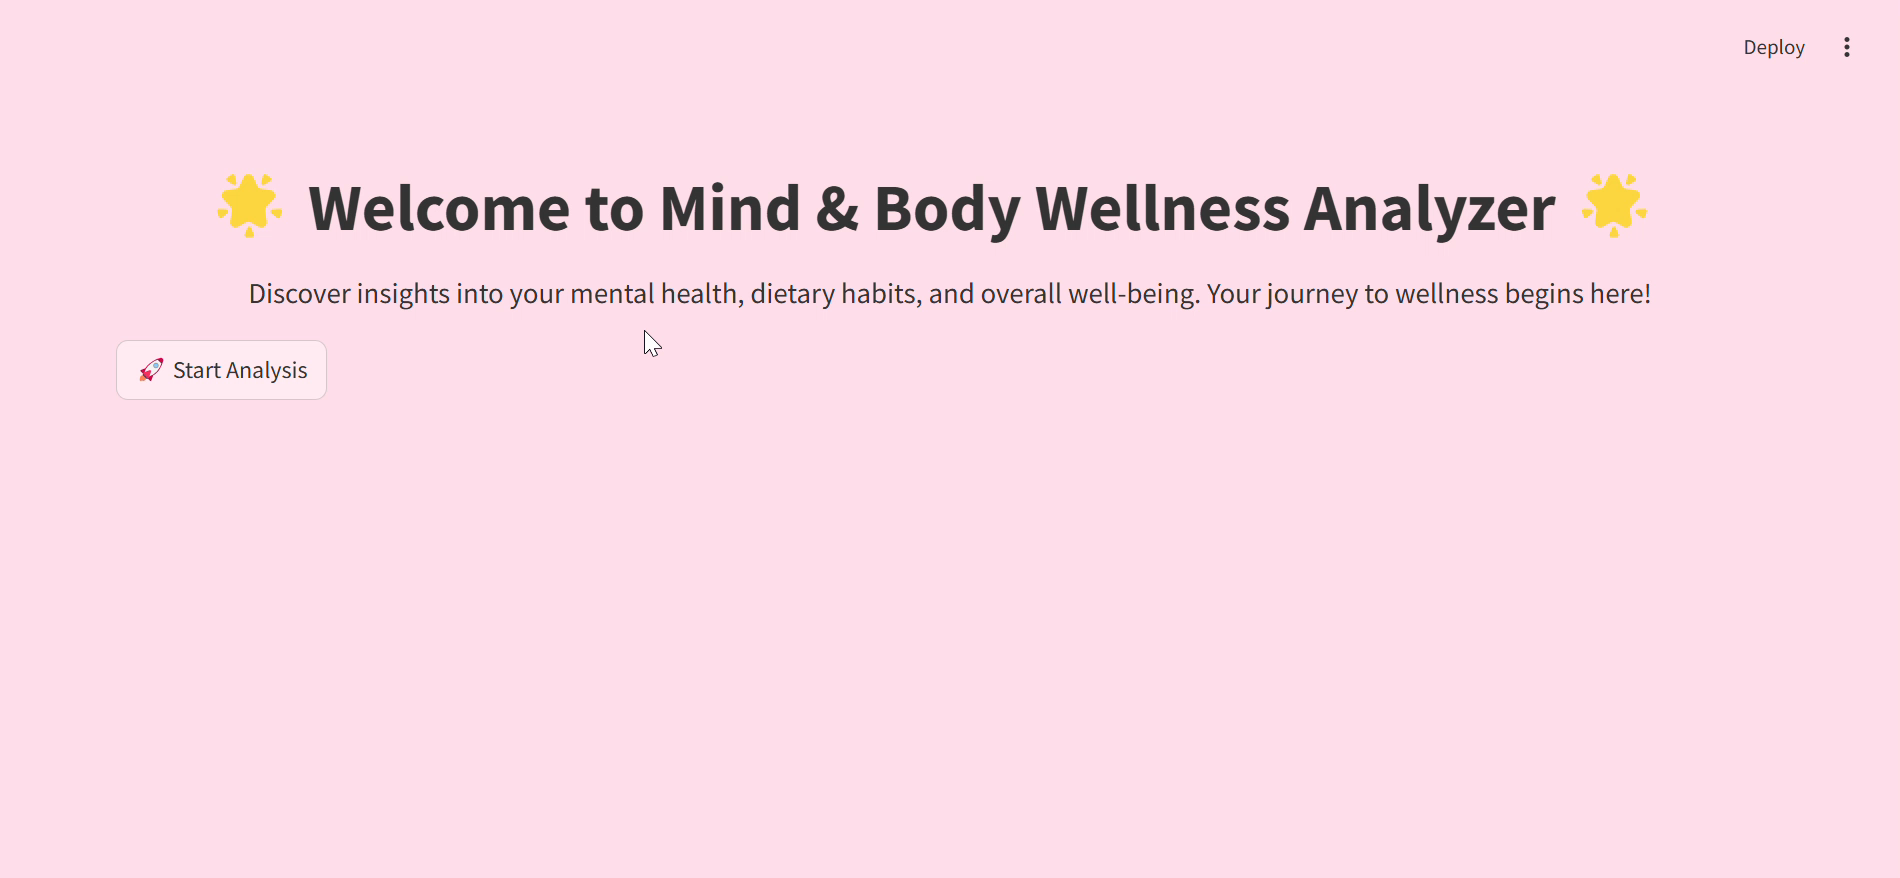 Deploy
🌟 Welcome to Mind & Body Wellness Analyzer 🌟
Discover insights into your mental health, dietary habits, and overall well-being. Your journey to wellness begins here!
🚀 Start Analysis